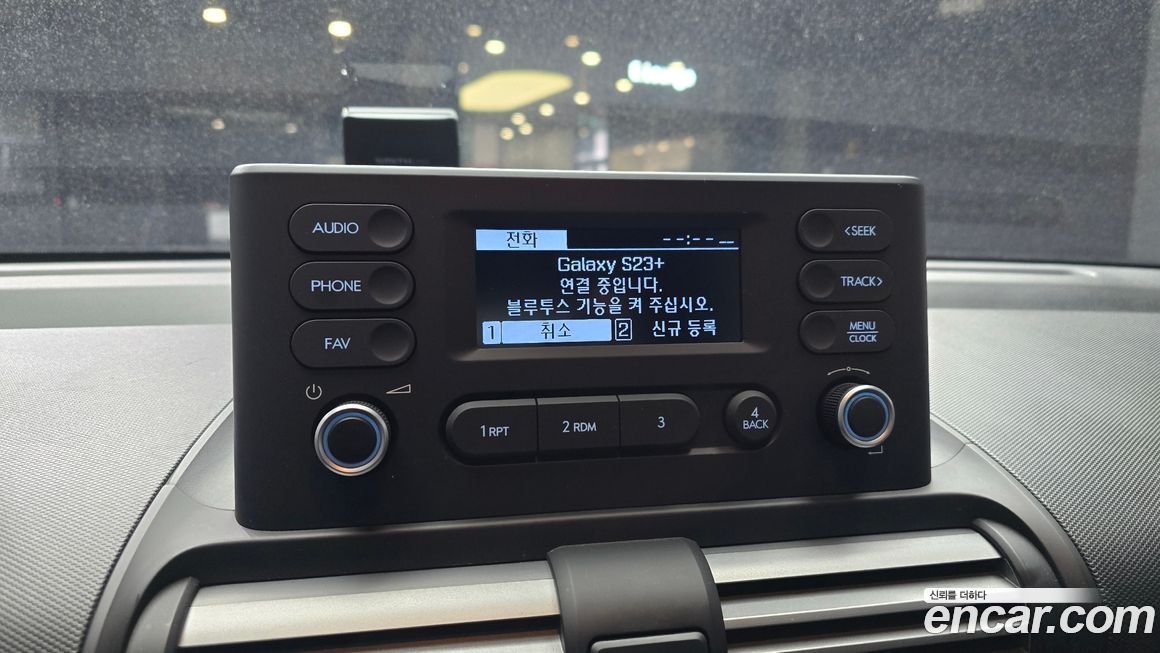 AUDIO
PHONE
FAV
전화
--:-- __
Galaxy S23+
연결 중입니다.
블루투스 기능을 켜 주십시오.
1 취소 2 신규 등록
<SEEK
TRACK>
MENU
CLOCK
1 RPT
2 RDM
3
4
BACK
신뢰를 더하다
encar.com